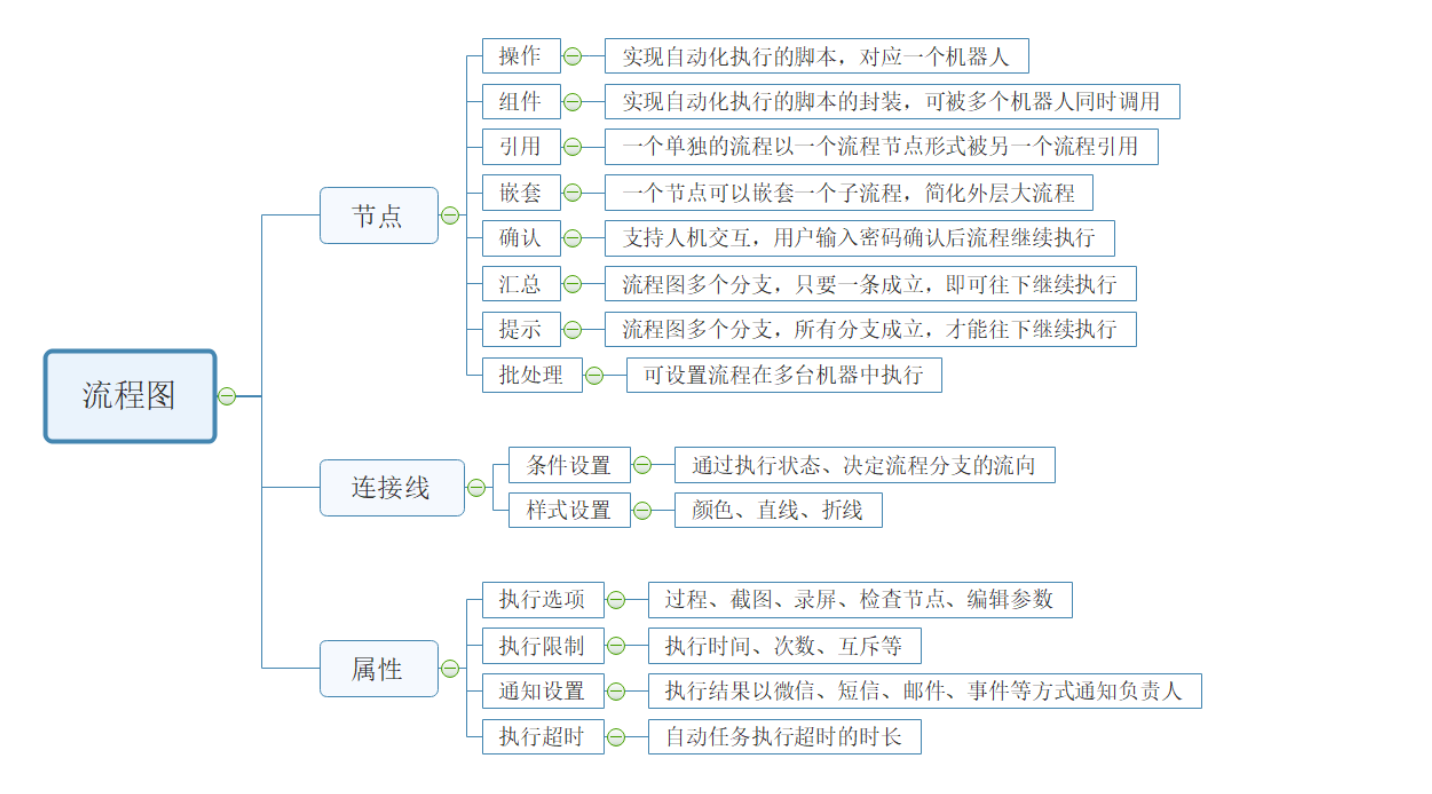 流程图
节点
操作
实现自动化执行的脚本，对应一个机器人
组件
实现自动化执行的脚本的封装，可被多个机器人同时调用
引用
一个单独的流程以一个流程节点形式被另一个流程引用
嵌套
一个节点可以嵌套一个子流程，简化外层大流程
确认
支持人机交互，用户输入密码确认后流程继续执行
汇总
流程图多个分支，只要一条成立，即可往下继续执行
提示
流程图多个分支，所有分支成立，才能往下继续执行
批处理
可设置流程在多台机器中执行
连接线
条件设置
通过执行状态、决定流程分支的流向
样式设置
颜色、直线、折线
属性
执行选项
过程、截图、录屏、检查节点、编辑参数
执行限制
执行时间、次数、互斥等
通知设置
执行结果以微信、短信、邮件、事件等方式通知负责人
执行超时
自动任务执行超时的时长